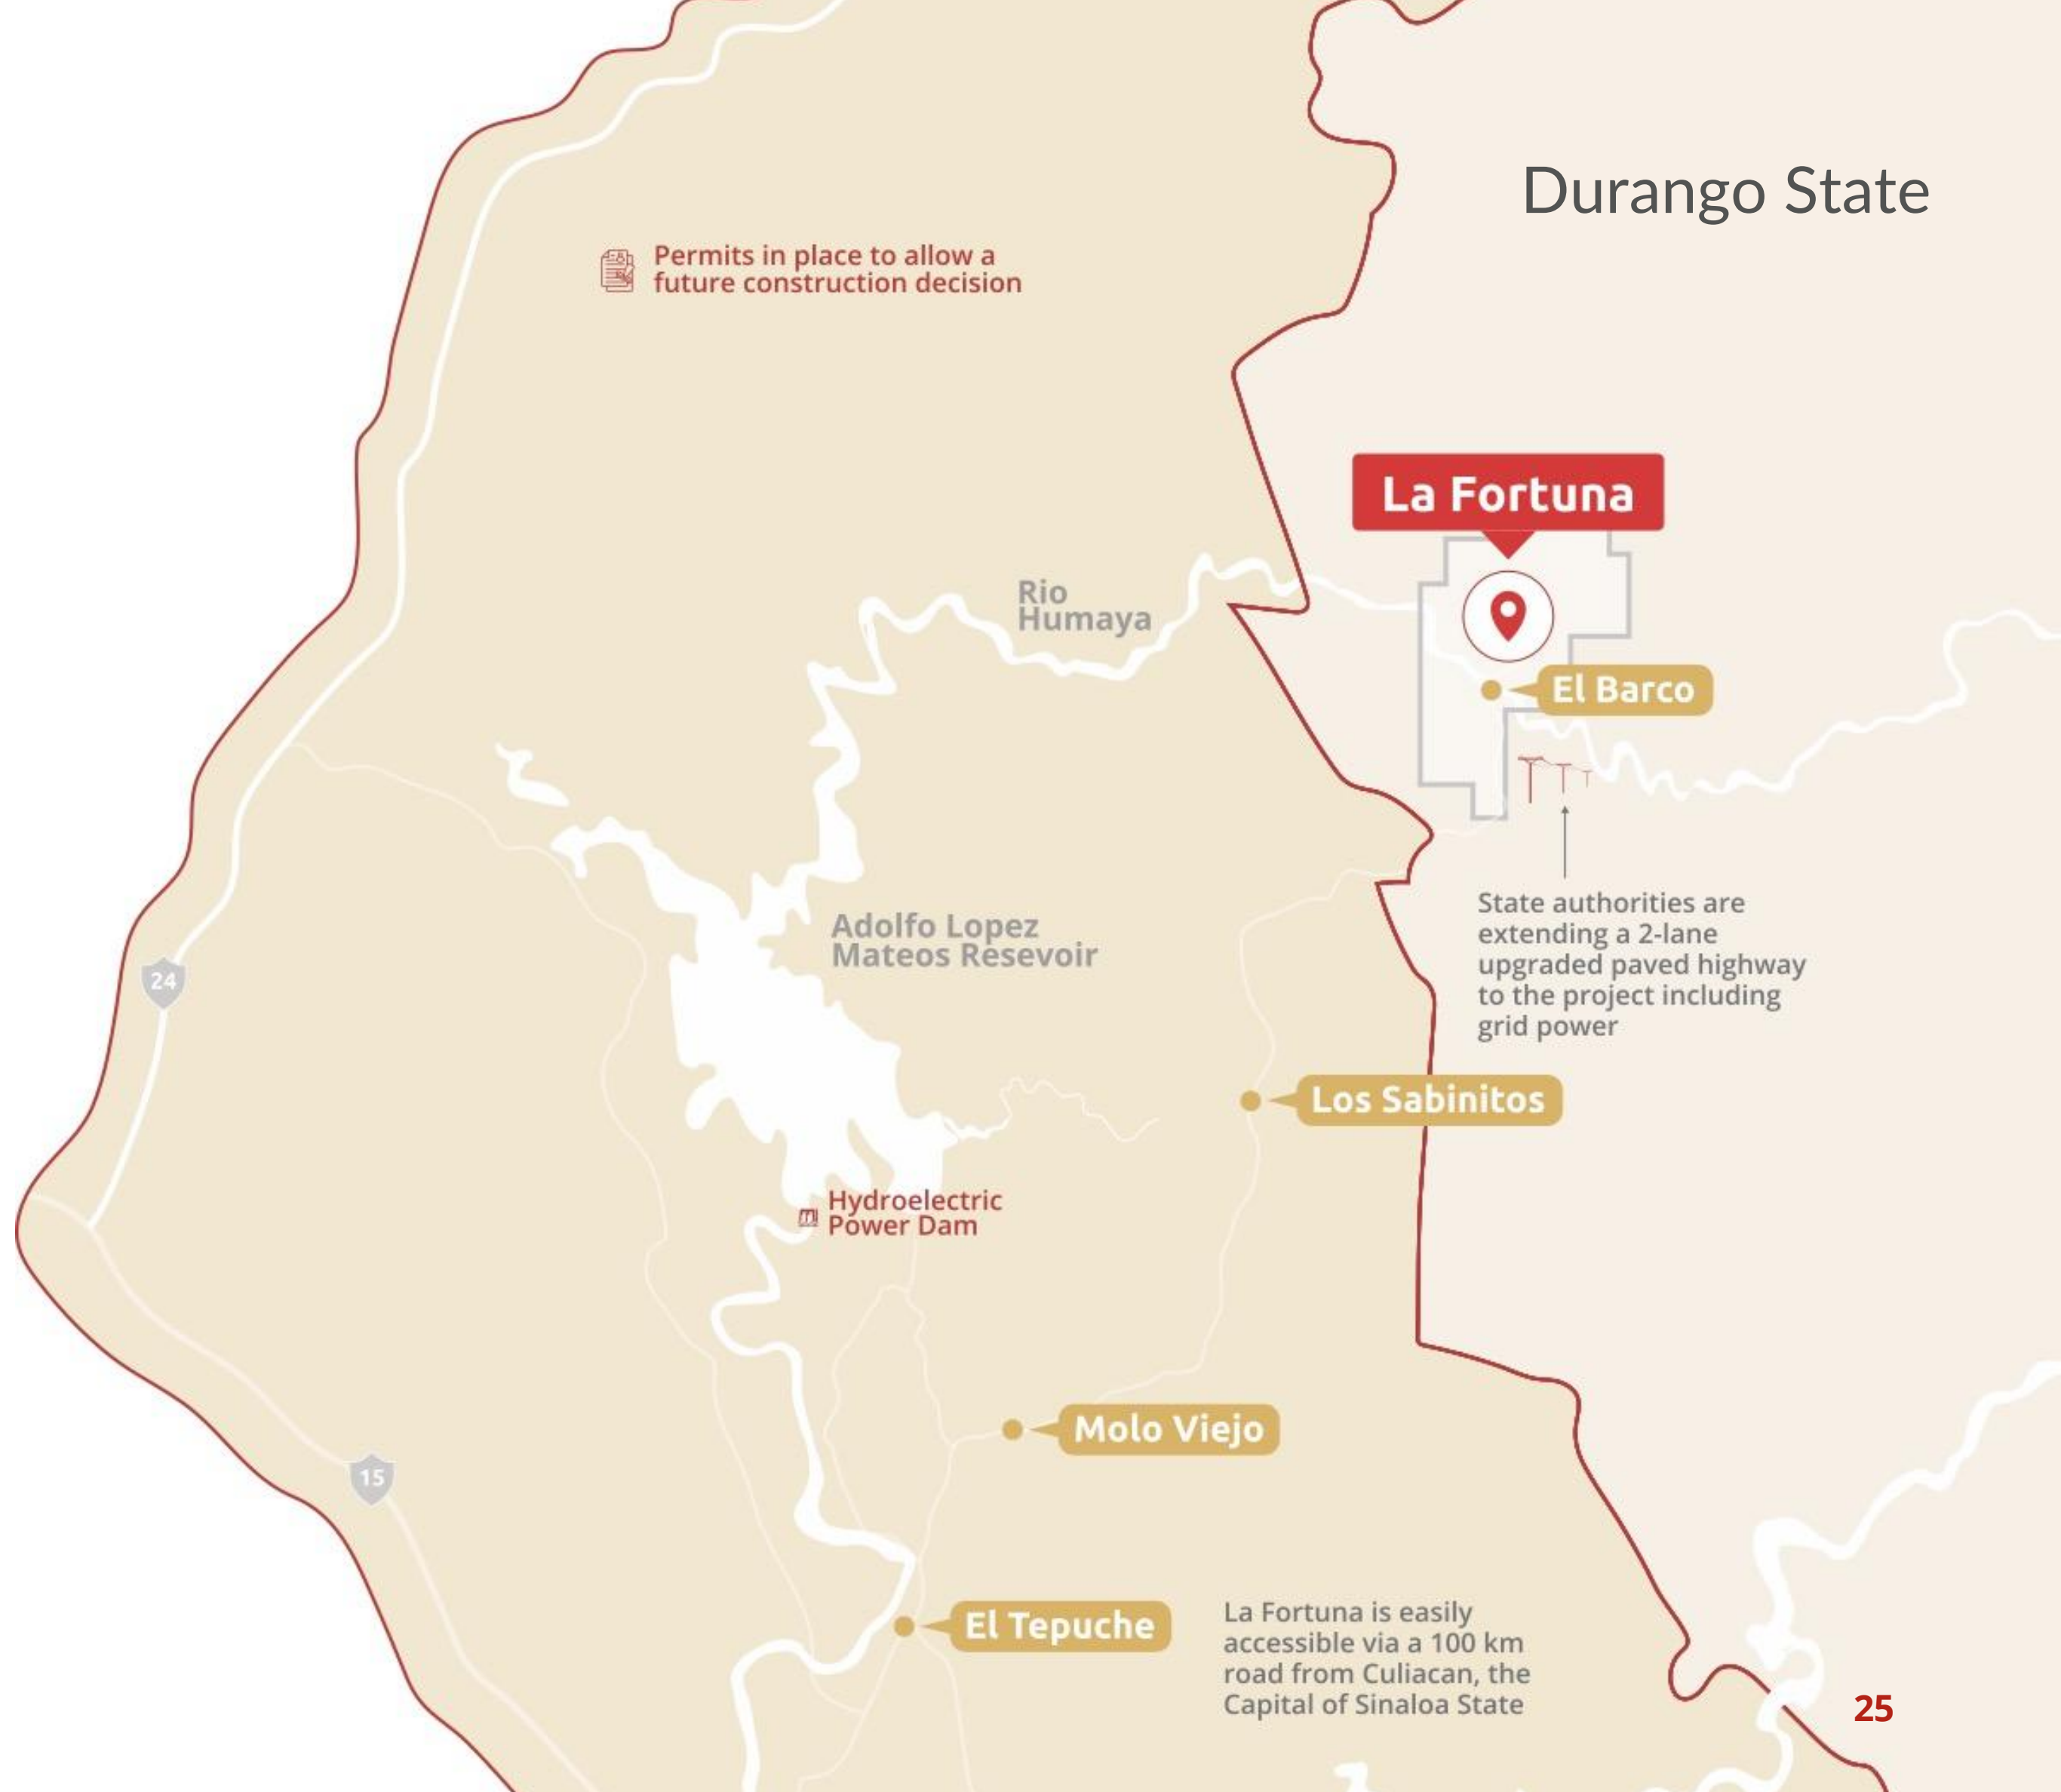 Durango State
Permits in place to allow a
future construction decision
La Fortuna
Rio
Humaya
El Barco
Adolfo Lopez
Mateos Resevoir
State authorities are
extending a 2-lane
upgraded paved highway
to the project including
grid power
24
Los Sabinitos
Hydroelectric
Power Dam
Molo Viejo
15
El Tepuche
La Fortuna is easily
accessible via a 100 km
road from Culiacan, the
Capital of Sinaloa State
25